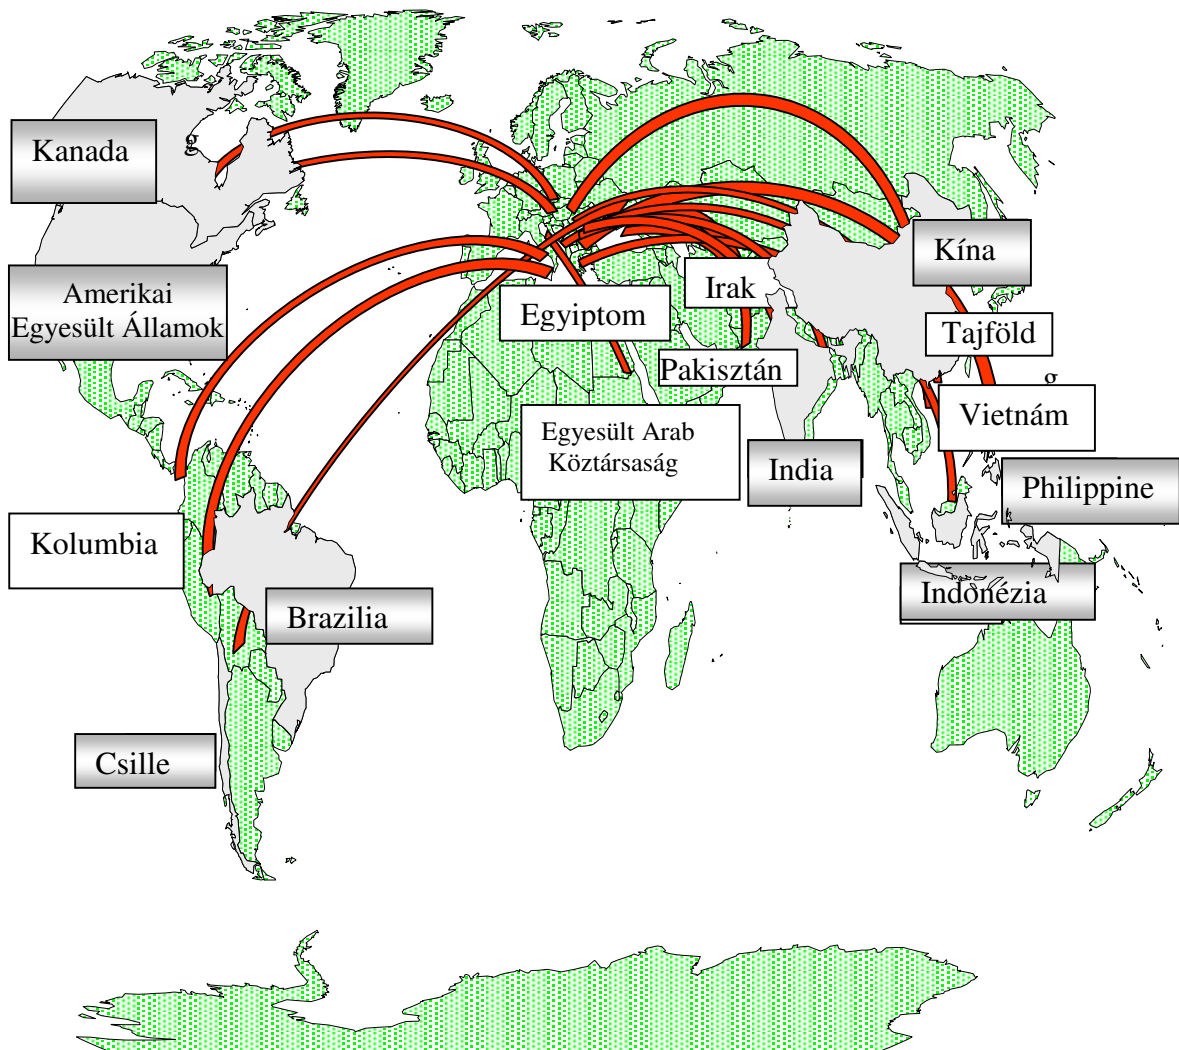 Kanada
g
Kína
Irak
Amerikai
Egyesült Államok
Egyiptom
Tajföld
Pakisztán
g
Vietnám
Egyesült Arab
Köztársaság
India
Philippine
Kolumbia
Indonézia
Brazilia
Csille